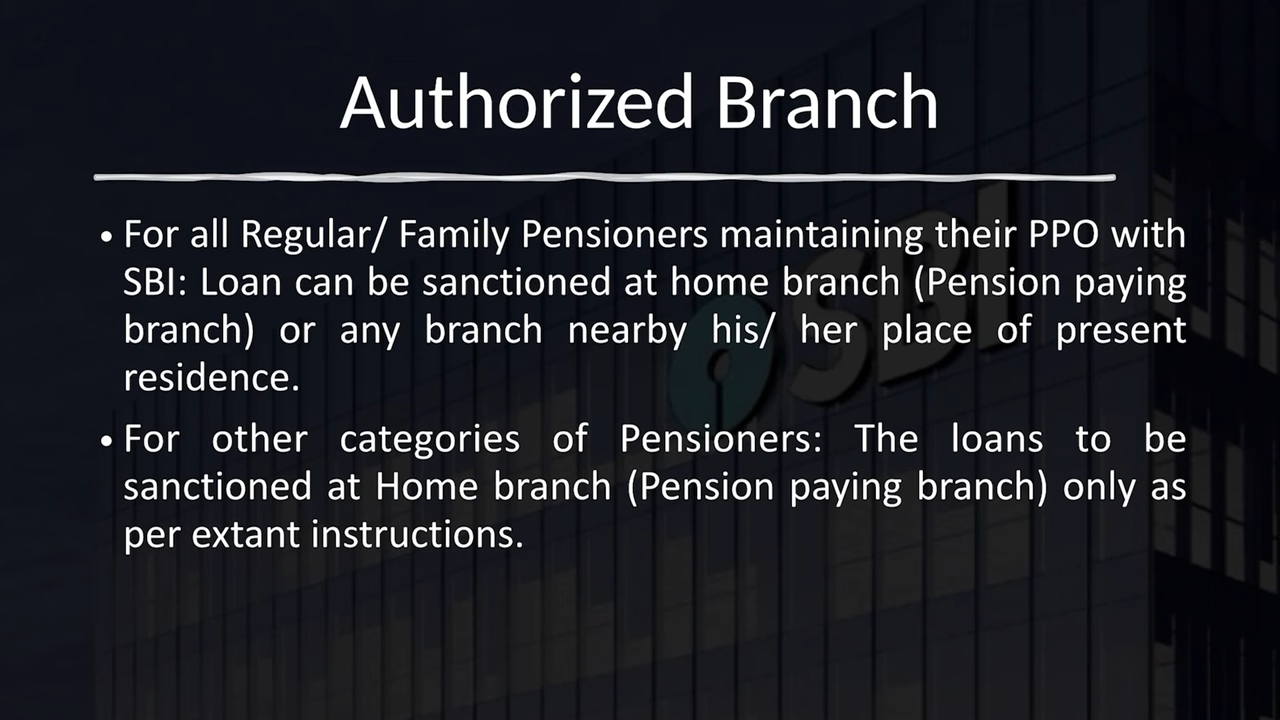 Authorized Branch
• For all Regular/ Family Pensioners maintaining their PPO with
SBI: Loan can be sanctioned at home branch (Pension paying
branch) or any branch nearby his/ her place of present
residence.
• For other categories of Pensioners: The loans to be
sanctioned at Home branch (Pension paying branch) only as
per extant instructions.
SBI